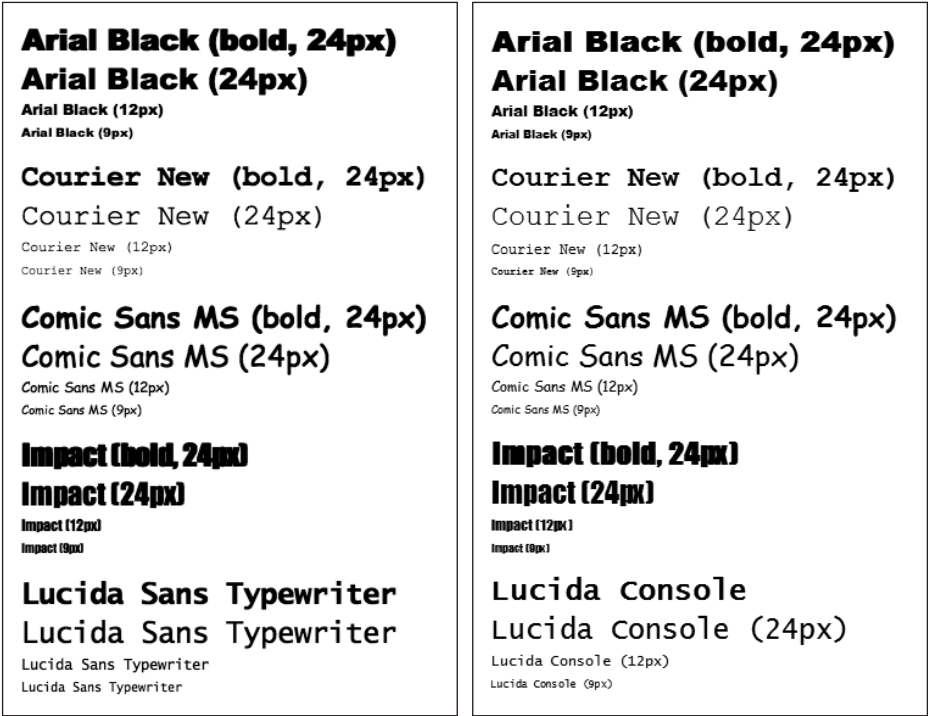 Arial Black (bold, 24px)
Arial Black (24px)
Arial Black (12px)
Arial Black (9px)
Courier New (bold, 24px)
Courier New (24px)
Courier New (12px)
Courier New (9px)
Comic Sans MS (bold, 24px)
Comic Sans MS (24px)
Comic Sans MS (12px)
Comic Sans MS (9px)
Impact (bold, 24px)
Impact (24px)
Impact (12px)
Impact (9px)
Lucida Sans Typewriter
Lucida Sans Typewriter
Lucida Sans Typewriter
Lucida Sans Typewriter
Arial Black (bold, 24px)
Arial Black (24px)
Arial Black (12px)
Arial Black (9px)
Courier New (bold, 24px)
Courier New (24px)
Courier New (12px)
Courier New (9px)
Comic Sans MS (bold, 24px)
Comic Sans MS (24px)
Comic Sans MS (12px)
Comic Sans MS (9px)
Impact (bold, 24px)
Impact (24px)
Impact (12px)
Impact (9px)
Lucida Console
Lucida Console (24px)
Lucida Console (12px)
Lucida Console (9px)